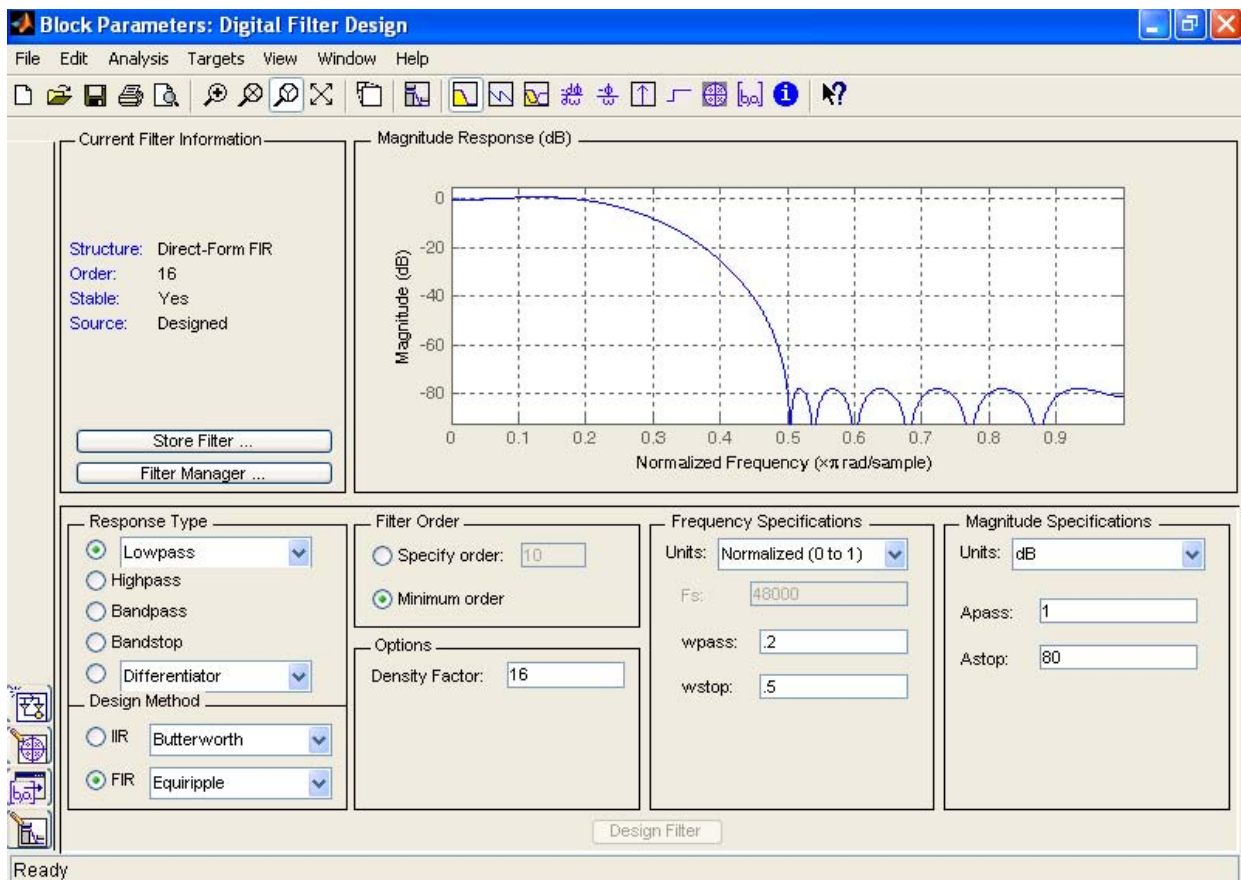 Block Parameters: Digital Filter Design
File Edit Analysis Targets View Window Help
Current Filter Information
Structure: Direct-Form FIR
Order: 16
Stable: Yes
Source: Designed
Store Filter ...
Filter Manager ...
Magnitude Response (dB)
Magnitude (dB)
0
-20
-40
-60
-80
0 0.1 0.2 0.3 0.4 0.5 0.6 0.7 0.8 0.9
Normalized Frequency (×π rad/sample)
Response Type
Lowpass
Highpass
Bandpass
Bandstop
Differentiator
Design Method
IIR Butterworth
FIR Equiripple
Filter Order
Specify order: 10
Minimum order
Options
Density Factor: 16
Frequency Specifications
Units: Normalized (0 to 1)
Fs: 48000
wpass: .2
wstop: .5
Magnitude Specifications
Units: dB
Apass: 1
Astop: 80
Design Filter
Ready